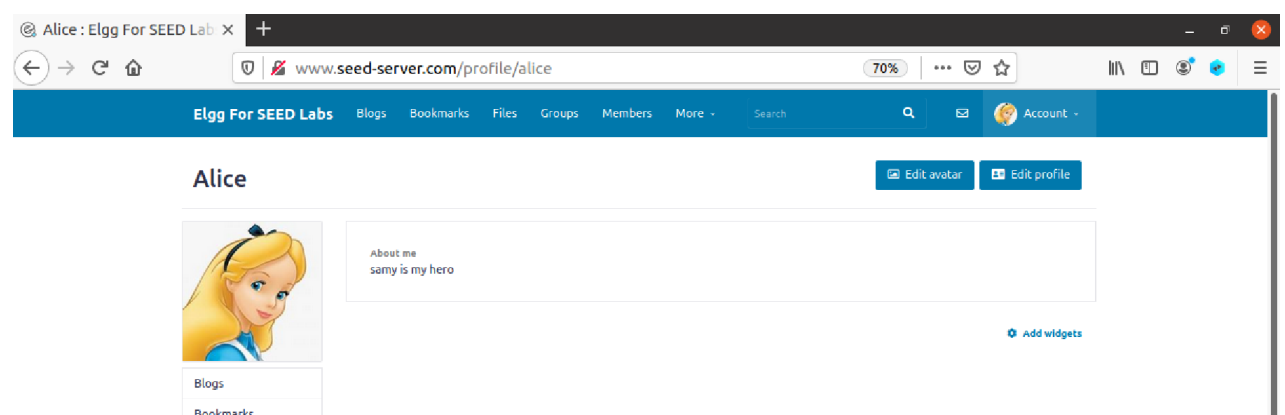 Alice : Elgg For SEED Lab
www.seed-server.com/profile/alice
70%
Elgg For SEED Labs Blogs Bookmarks Files Groups Members More Search Account
Alice
Edit avatar Edit profile
About me
samy is my hero
Add widgets
Blogs
Bookmarks